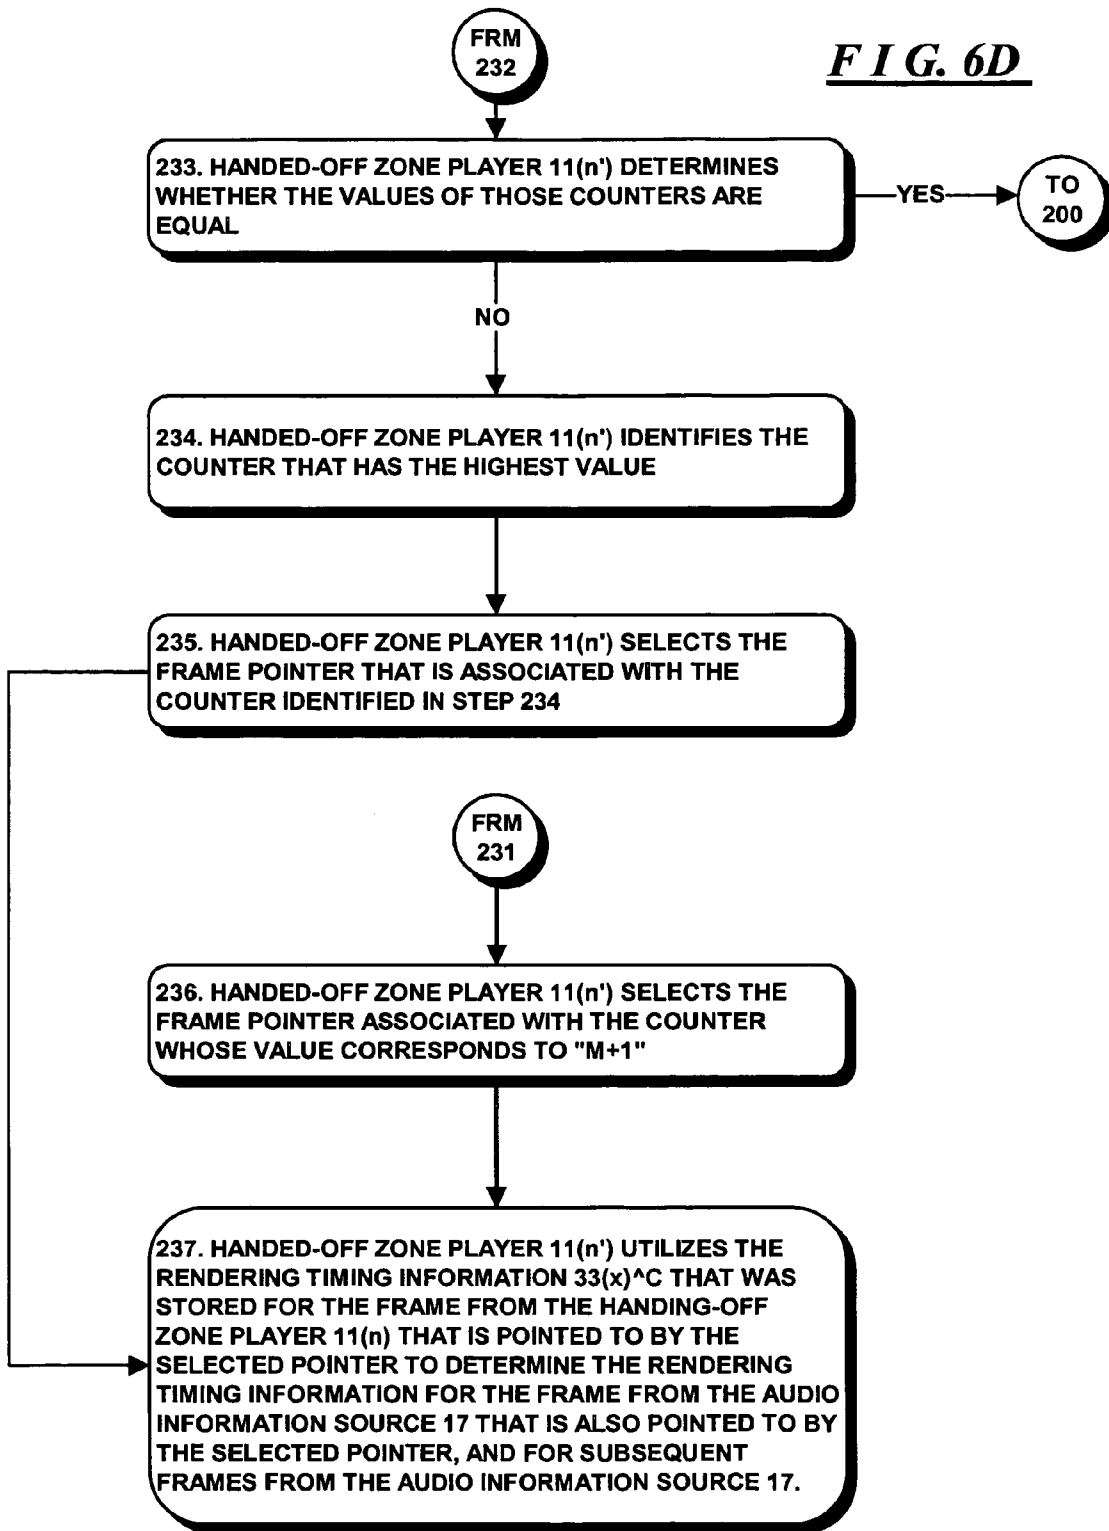 FRM
232
F I G. 6D
233. HANDED-OFF ZONE PLAYER 11(n') DETERMINES
WHETHER THE VALUES OF THOSE COUNTERS ARE
EQUAL
YES
TO
200
NO
234. HANDED-OFF ZONE PLAYER 11(n') IDENTIFIES THE
COUNTER THAT HAS THE HIGHEST VALUE
235. HANDED-OFF ZONE PLAYER 11(n') SELECTS THE
FRAME POINTER THAT IS ASSOCIATED WITH THE
COUNTER IDENTIFIED IN STEP 234
FRM
231
236. HANDED-OFF ZONE PLAYER 11(n') SELECTS THE
FRAME POINTER ASSOCIATED WITH THE COUNTER
WHOSE VALUE CORRESPONDS TO "M+1"
237. HANDED-OFF ZONE PLAYER 11(n') UTILIZES THE
RENDERING TIMING INFORMATION 33(x)^C THAT WAS
STORED FOR THE FRAME FROM THE HANDING-OFF
ZONE PLAYER 11(n) THAT IS POINTED TO BY THE
SELECTED POINTER TO DETERMINE THE RENDERING
TIMING INFORMATION FOR THE FRAME FROM THE AUDIO
INFORMATION SOURCE 17 THAT IS ALSO POINTED TO BY
THE SELECTED POINTER, AND FOR SUBSEQUENT
FRAMES FROM THE AUDIO INFORMATION SOURCE 17.